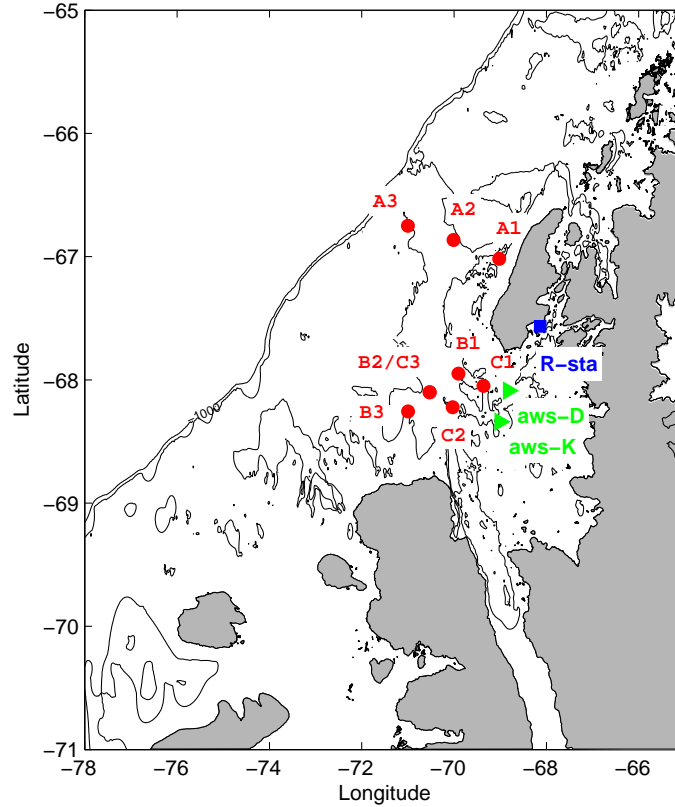 −65
−66
−67
−68
−69
−70
−71
Latitude
A3
A2
A1
B1
B2/C3
C1
R−sta
B3
C2
aws−D
aws−K
−1000
−78
−76
−74
−72
−70
−68
−66
Longitude